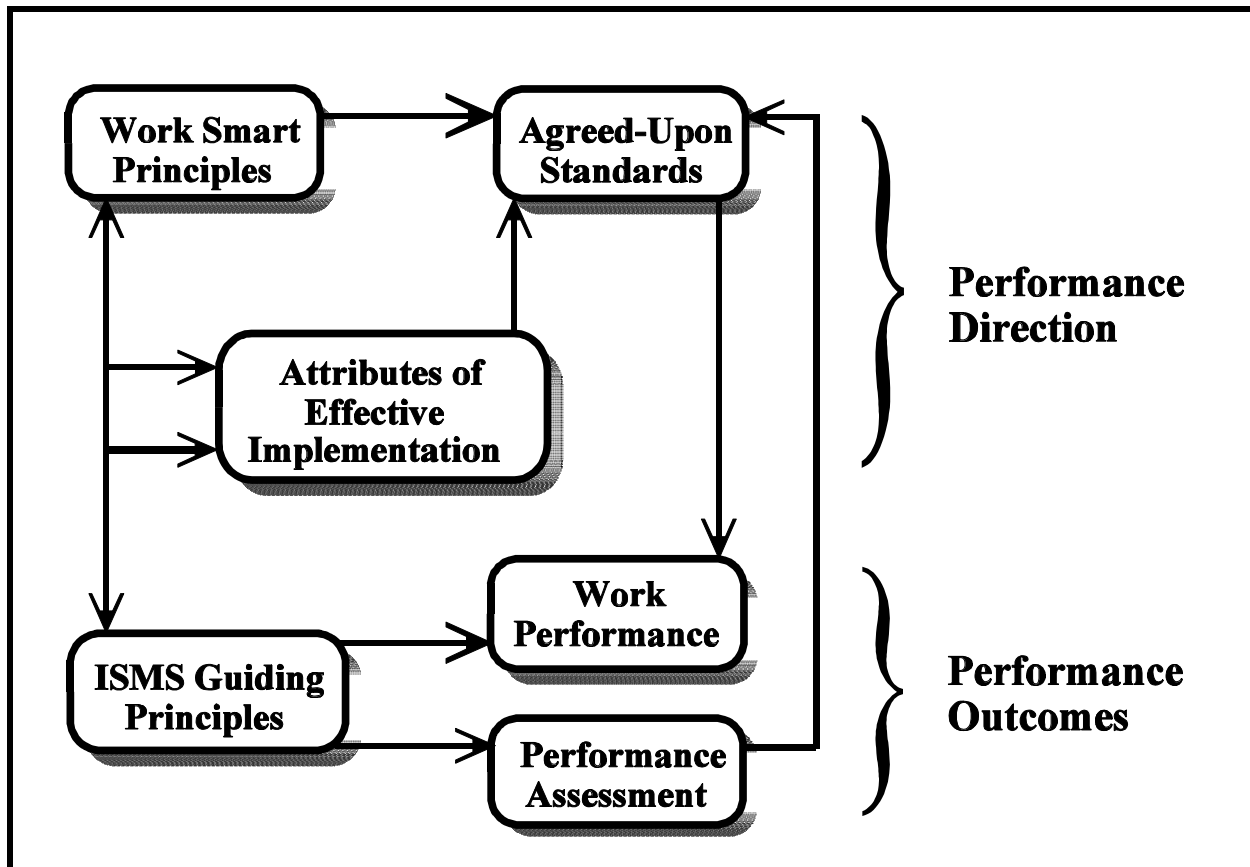 Work Smart
Principles
Agreed-Upon
Standards
Performance
Direction
Attributes of
Effective
Implementation
Work
Performance
ISMS Guiding
Principles
Performance
Outcomes
Performance
Assessment